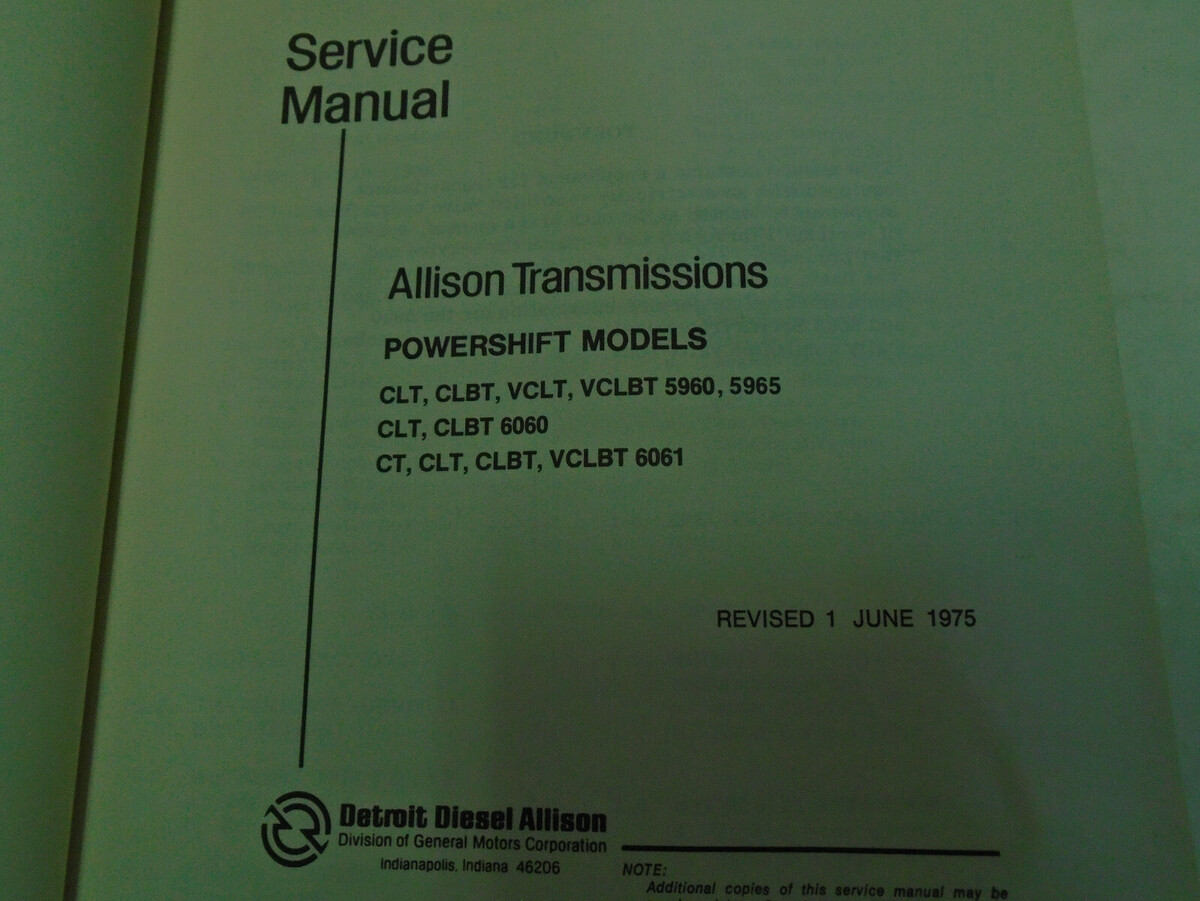 Service
Manual
Allison Transmissions
POWERSHIFT MODELS
CLT, CLBT, VCLT, VCLBT 5960, 5965
CLT, CLBT 6060
CT, CLT, CLBT, VCLBT 6061
REVISED 1 JUNE 1975
Detroit Diesel Allison
Division of General Motors Corporation
Indianapolis, Indiana 46206
NOTE:
Additional copies of this service manual may be